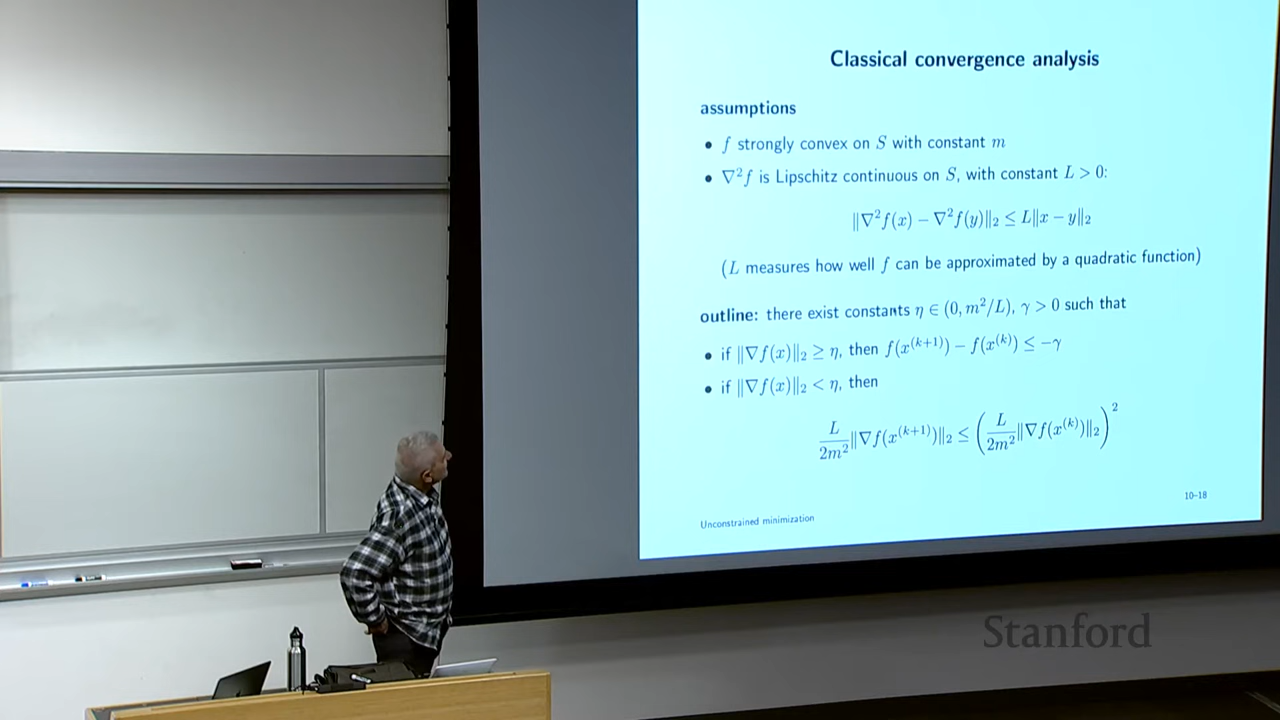 Classical convergence analysis
assumptions
• f strongly convex on S with constant m
• ∇²f is Lipschitz continuous on S, with constant L > 0:
‖∇²f(x) − ∇²f(y)‖₂ ≤ L‖x − y‖₂
(L measures how well f can be approximated by a quadratic function)
outline: there exist constants η ∈ (0, m²/L), γ > 0 such that
• if ‖∇f(x)‖₂ ≥ η, then f(x^(k+1)) − f(x^(k)) ≤ −γ
• if ‖∇f(x)‖₂ < η, then
L/2m² ‖∇f(x^(k+1))‖₂ ≤ (L/2m² ‖∇f(x^(k))‖₂)²
10–18
Unconstrained minimization
Stanford